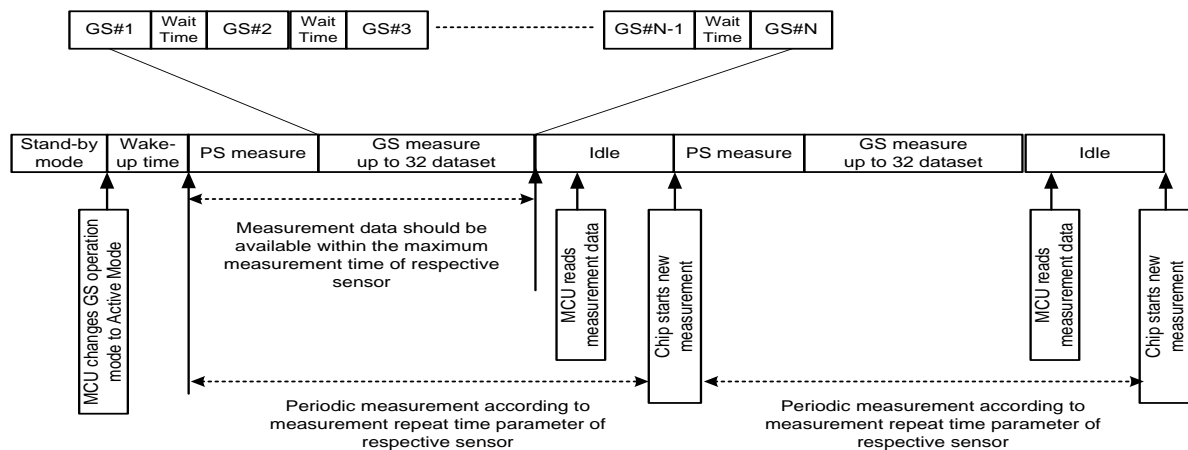 GS#1
Wait
Time
GS#2
Wait
Time
GS#3
GS#N-1
Wait
Time
GS#N
Stand-by
mode
Wake-
up time
PS measure
GS measure
up to 32 dataset
Idle
PS measure
GS measure
up to 32 dataset
Idle
MCU changes GS operation
mode to Active Mode
Measurement data should be
available within the maximum
measurement time of respective
sensor
MCU reads
measurement data
Chip starts new
measurement
MCU reads
measurement data
Chip starts new
measurement
Periodic measurement according to
measurement repeat time parameter of
respective sensor
Periodic measurement according to
measurement repeat time parameter of
respective sensor